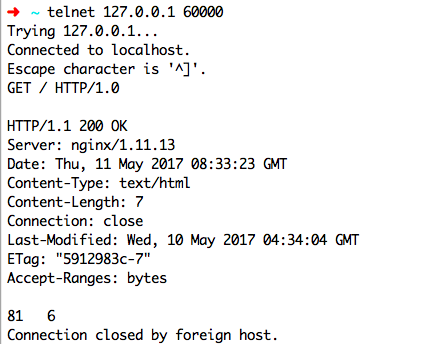 ➜ ~ telnet 127.0.0.1 60000
Trying 127.0.0.1...
Connected to localhost.
Escape character is '^]'.
GET / HTTP/1.0

HTTP/1.1 200 OK
Server: nginx/1.11.13
Date: Thu, 11 May 2017 08:33:23 GMT
Content-Type: text/html
Content-Length: 7
Connection: close
Last-Modified: Wed, 10 May 2017 04:34:04 GMT
ETag: "5912983c-7"
Accept-Ranges: bytes

81   6
Connection closed by foreign host.